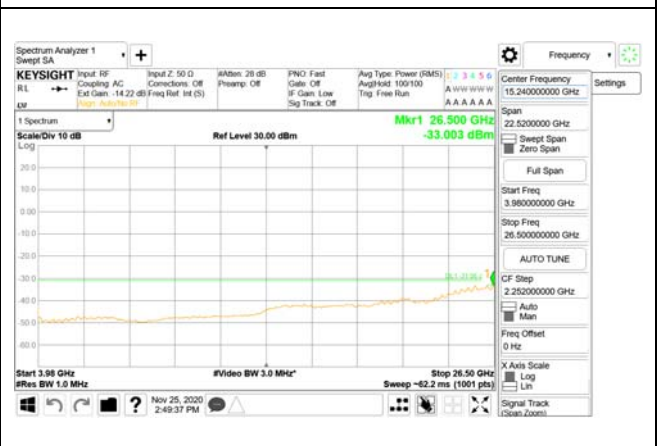 Spectrum Analyzer 1
Swept SA
Frequency
KEYSIGHT
RL
Input: RF
Coupling: AC
Ext Gain: -14.22 dB
Align: Auto/No RF
Input Z: 50 Ω
Corrections: Off
Freq Ref: Int (S)
#Atten: 28 dB
Preamp: Off
PNO: Fast
Gate: Off
IF Gain: Low
Sig Track: Off
Avg Type: Power (RMS)
Avg|Hold: 100/100
Trig: Free Run
1 2 3 4 5 6
A W W W W W
A A A A A A
Center Frequency
15.240000000 GHz
Settings
Span
22.5200000 GHz
Swept Span
Zero Span
Full Span
Start Freq
3.980000000 GHz
Stop Freq
26.500000000 GHz
AUTO TUNE
CF Step
2.252000000 GHz
Auto
Man
Freq Offset
0 Hz
X Axis Scale
Log
Lin
Signal Track
(Span Zoom)
1 Spectrum
Scale/Div 10 dB
Ref Level 30.00 dBm
Mkr1 26.500 GHz
-33.003 dBm
Log
20.0
10.0
0.00
-10.0
-20.0
-30.0
-40.0
-50.0
-60.0
1
Start 3.98 GHz
#Video BW 3.0 MHz*
Stop 26.50 GHz
#Res BW 1.0 MHz
Sweep ~62.2 ms (1001 pts)
?
Nov 25, 2020
2:49:37 PM